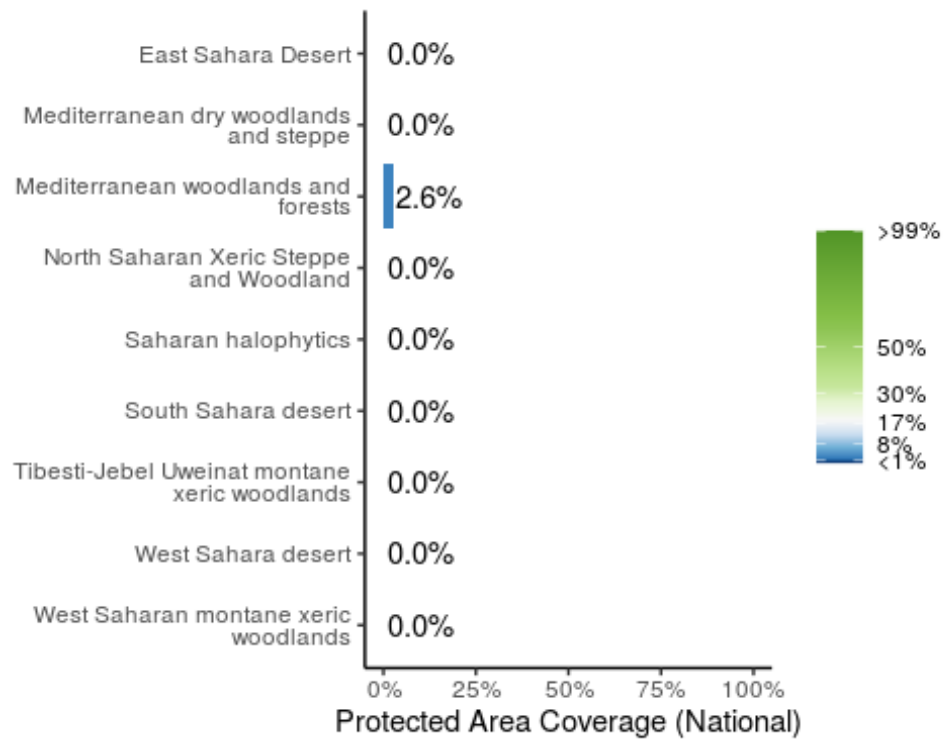 East Sahara Desert
0.0%
Mediterranean dry woodlands
and steppe
0.0%
Mediterranean woodlands and
forests
2.6%
North Saharan Xeric Steppe
and Woodland
0.0%
Saharan halophytics
0.0%
South Sahara desert
0.0%
Tibesti-Jebel Uweinat montane
xeric woodlands
0.0%
West Sahara desert
0.0%
West Saharan montane xeric
woodlands
0.0%
0% 25% 50% 75% 100%
Protected Area Coverage (National)
>99%
50%
30%
17%
8%
<1%